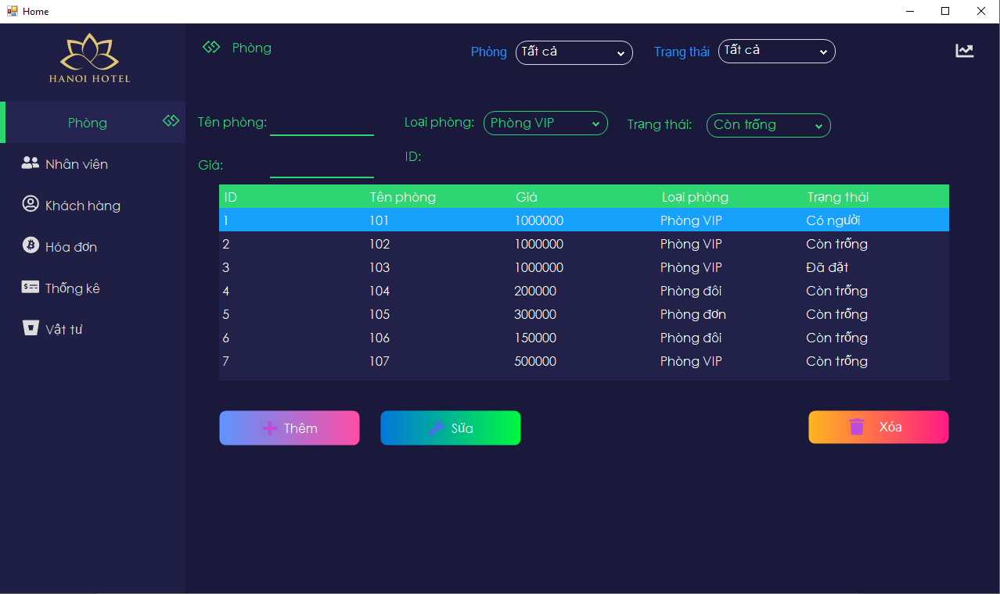 Home
HANOI HOTEL
Phòng
Nhân viên
Khách hàng
Hóa đơn
Thống kê
Vật tư
Phòng Phòng Tất cả Trạng thái Tất cả
Tên phòng: Loại phòng: Phòng VIP Trạng thái: Còn trống
Giá: ID:
ID Tên phòng Giá Loại phòng Trạng thái
1 101 1000000 Phòng VIP Có người
2 102 1000000 Phòng VIP Còn trống
3 103 1000000 Phòng VIP Đã đặt
4 104 200000 Phòng đôi Còn trống
5 105 300000 Phòng đơn Còn trống
6 106 150000 Phòng đôi Còn trống
7 107 500000 Phòng VIP Còn trống
Thêm Sửa Xóa